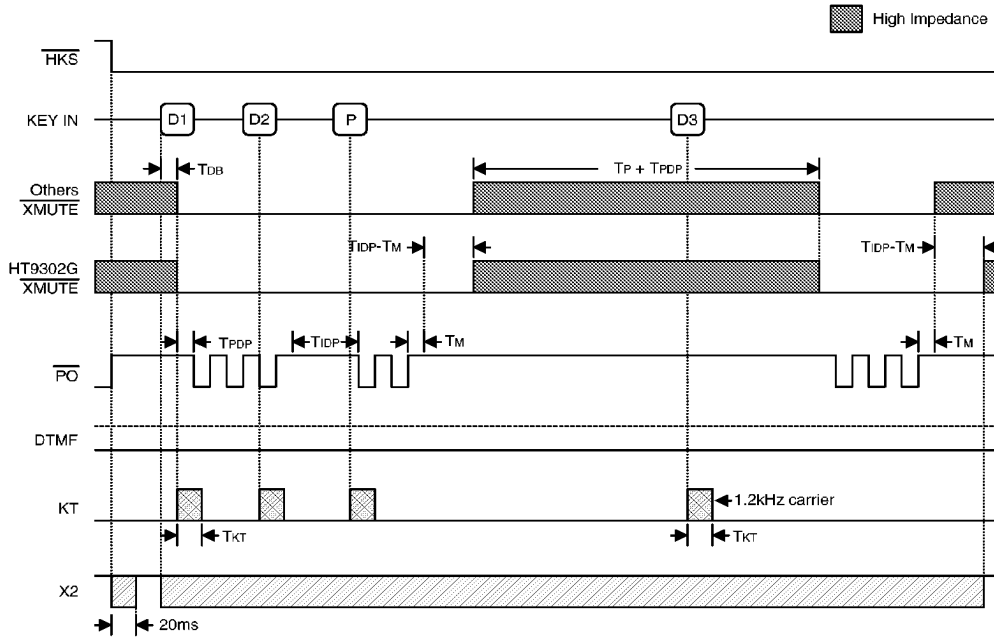 High Impedance
HKS
KEY IN
D1
D2
P
D3
TDB
TP + TPDP
Others
XMUTE
TIDP-TM
TIDP-TM
HT9302G
XMUTE
TPDP
TIDP
TM
TM
PO
DTMF
KT
1.2kHz carrier
TKT
TKT
X2
20ms